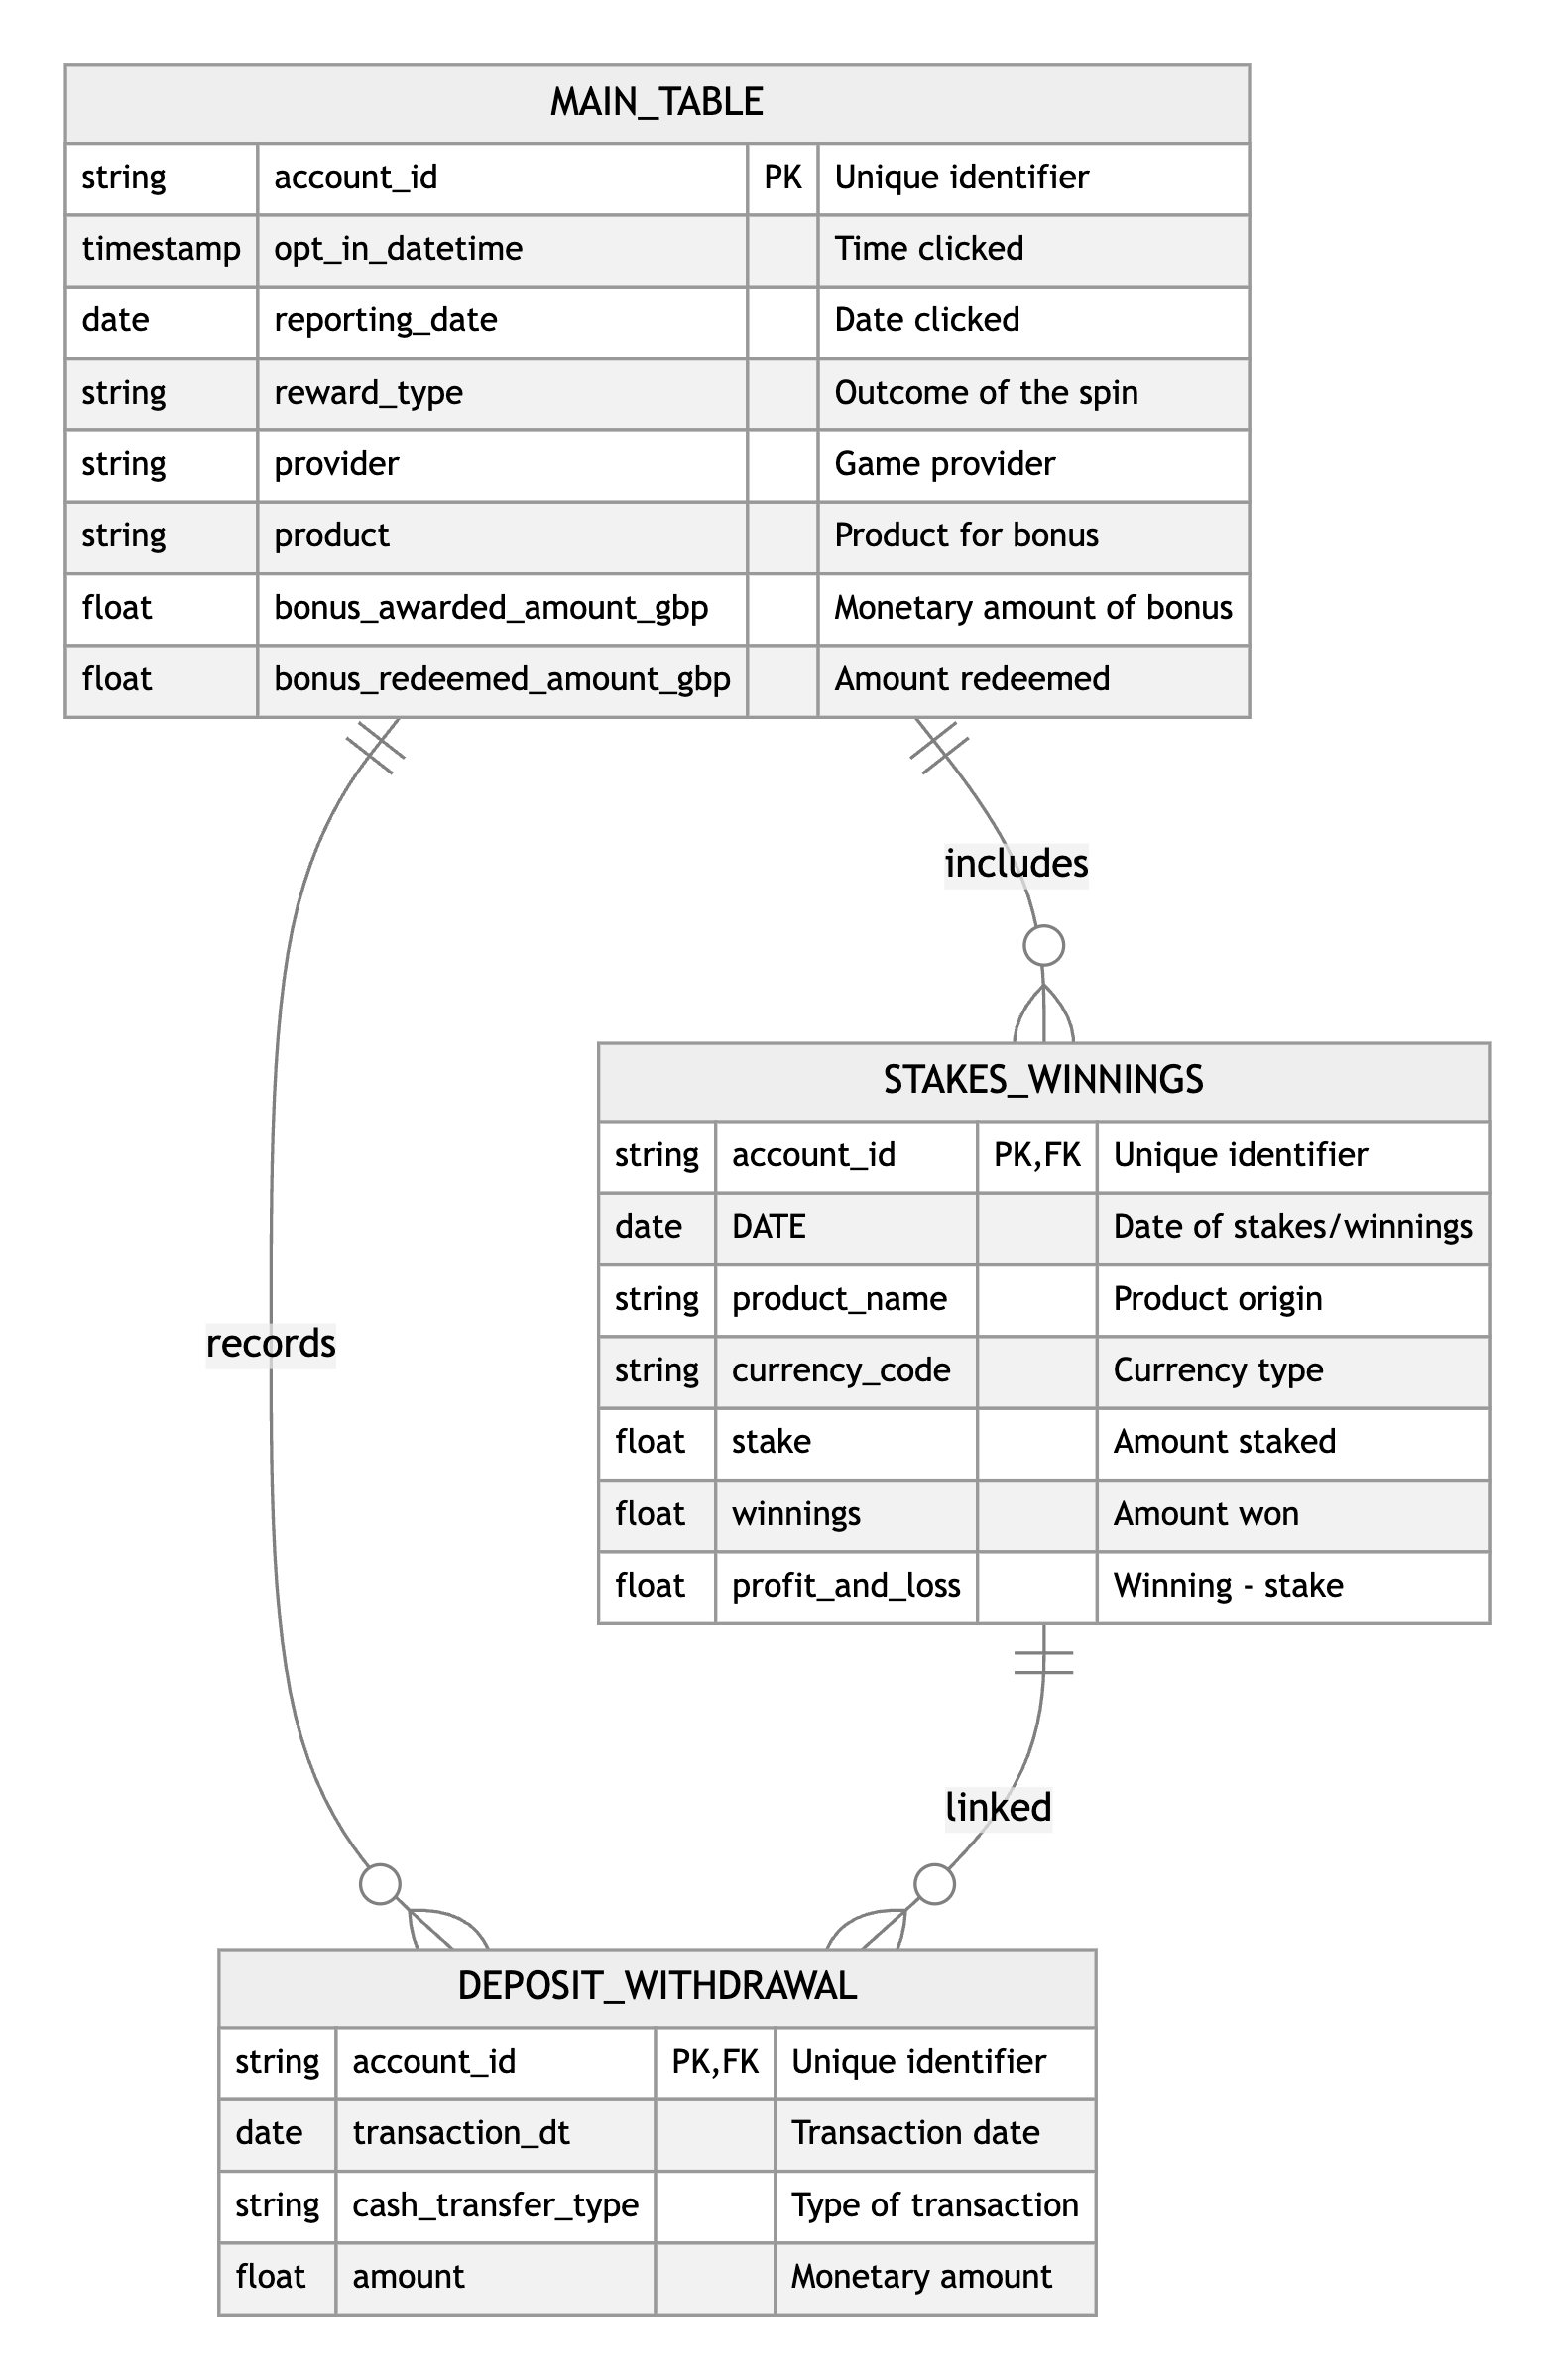 MAIN_TABLE
string account_id PK Unique identifier
timestamp opt_in_datetime Time clicked
date reporting_date Date clicked
string reward_type Outcome of the spin
string provider Game provider
string product Product for bonus
float bonus_awarded_amount_gbp Monetary amount of bonus
float bonus_redeemed_amount_gbp Amount redeemed
includes
STAKES_WINNINGS
string account_id PK,FK Unique identifier
date DATE Date of stakes/winnings
string product_name Product origin
string currency_code Currency type
float stake Amount staked
float winnings Amount won
float profit_and_loss Winning - stake
records
linked
DEPOSIT_WITHDRAWAL
string account_id PK,FK Unique identifier
date transaction_dt Transaction date
string cash_transfer_type Type of transaction
float amount Monetary amount